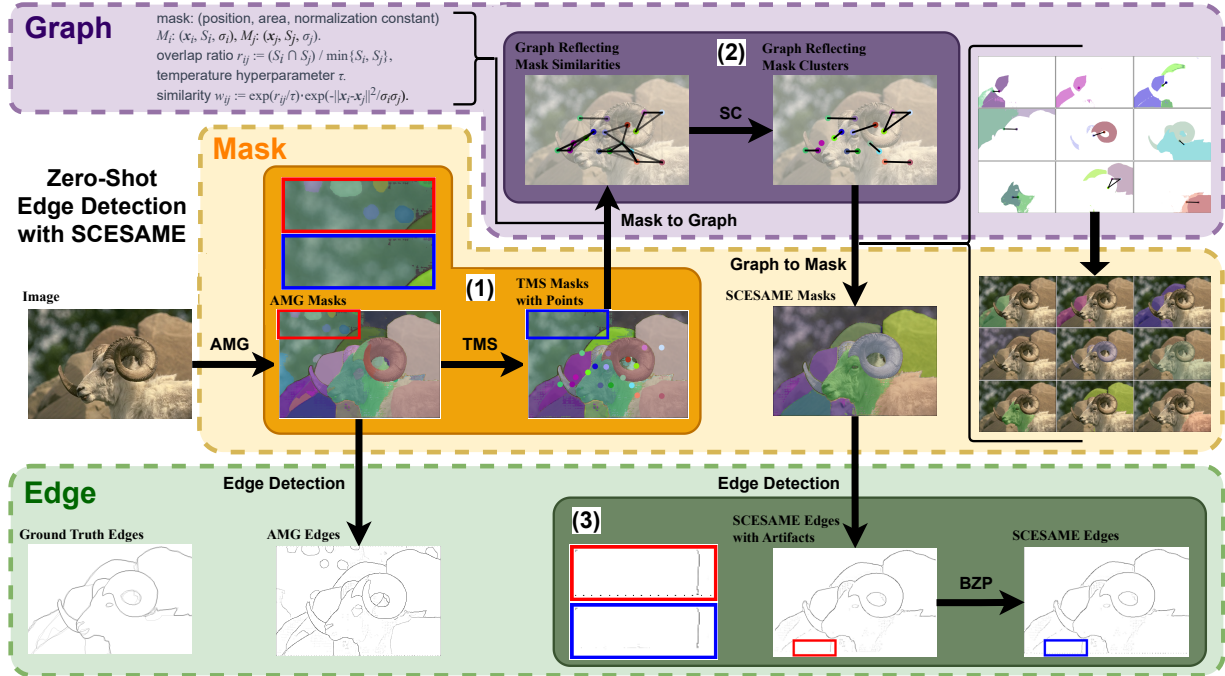 Graph
mask: (position, area, normalization constant)
Mᵢ: (xᵢ, Sᵢ, σᵢ), Mⱼ: (xⱼ, Sⱼ, σⱼ).
overlap ratio rᵢⱼ := (Sᵢ ∩ Sⱼ) / min{Sᵢ, Sⱼ},
temperature hyperparameter τ.
similarity wᵢⱼ := exp(rᵢⱼ/τ)·exp(-||xᵢ-xⱼ||²/σᵢσⱼ).
Graph Reflecting
Mask Similarities
(2)
Graph Reflecting
Mask Clusters
SC
Mask
Zero-Shot
Edge Detection
with SCESAME
Mask to Graph
Graph to Mask
Image
AMG
AMG Masks
(1)
TMS
TMS Masks
with Points
SCESAME Masks
Edge
Edge Detection
Edge Detection
Ground Truth Edges
AMG Edges
(3)
SCESAME Edges
with Artifacts
BZP
SCESAME Edges